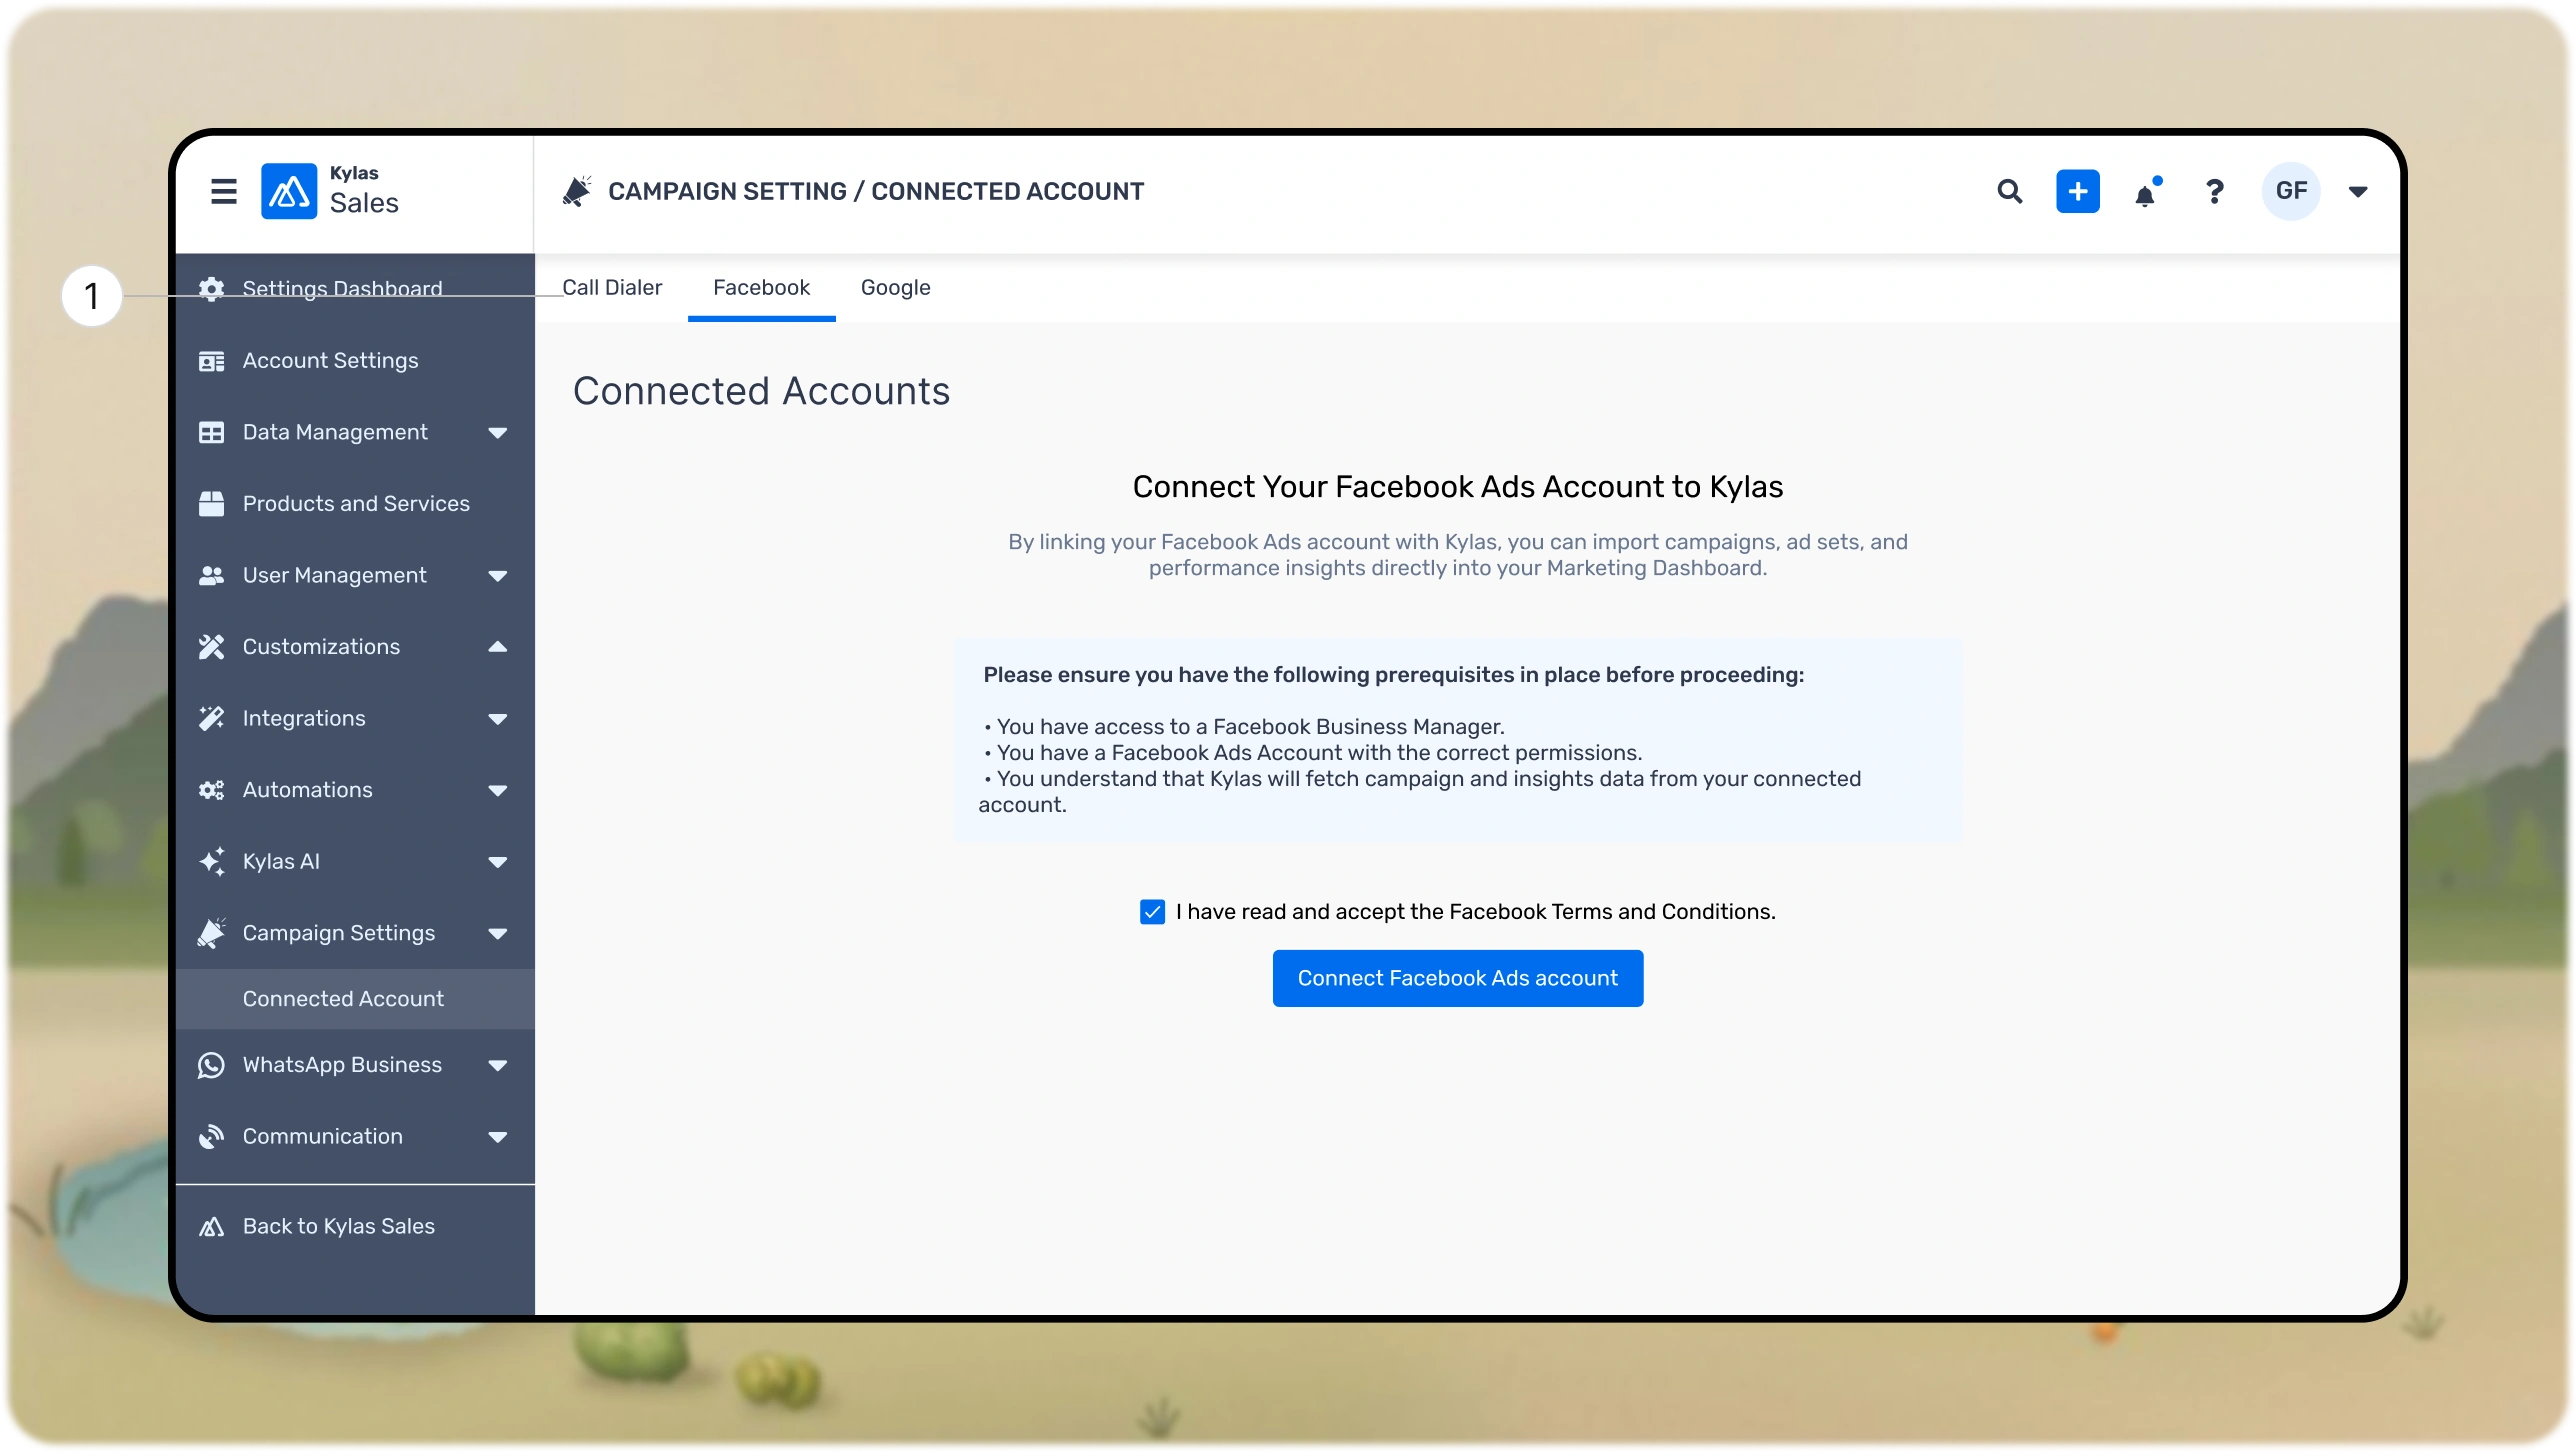 Kylas
Sales
CAMPAIGN SETTING / CONNECTED ACCOUNT
GF
1
Settings Dashboard
Call Dialer
Facebook
Google
Account Settings
Data Management
Products and Services
User Management
Customizations
Integrations
Automations
Kylas AI
Campaign Settings
Connected Account
WhatsApp Business
Communication
Back to Kylas Sales
Connected Accounts
Connect Your Facebook Ads Account to Kylas
By linking your Facebook Ads account with Kylas, you can import campaigns, ad sets, and
performance insights directly into your Marketing Dashboard.
Please ensure you have the following prerequisites in place before proceeding:
• You have access to a Facebook Business Manager.
• You have a Facebook Ads Account with the correct permissions.
• You understand that Kylas will fetch campaign and insights data from your connected
account.
I have read and accept the Facebook Terms and Conditions.
Connect Facebook Ads account